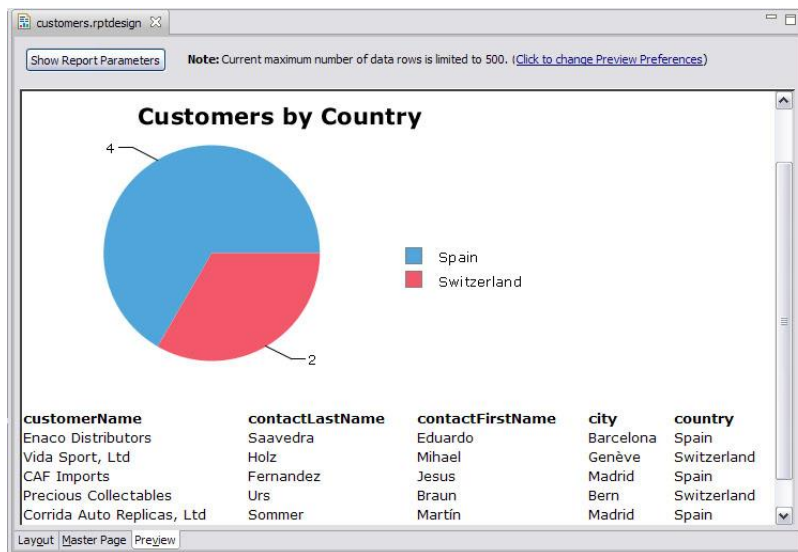 customers.rptdesign
Show Report Parameters Note: Current maximum number of data rows is limited to 500. (Click to change Preview Preferences)
Customers by Country
4
Spain
Switzerland
2
customerName contactLastName contactFirstName city country
Enaco Distributors Saavedra Eduardo Barcelona Spain
Vida Sport, Ltd Holz Mihael Genève Switzerland
CAF Imports Fernandez Jesus Madrid Spain
Precious Collectables Urs Braun Bern Switzerland
Corrida Auto Replicas, Ltd Sommer Martín Madrid Spain
Layout Master Page Preview